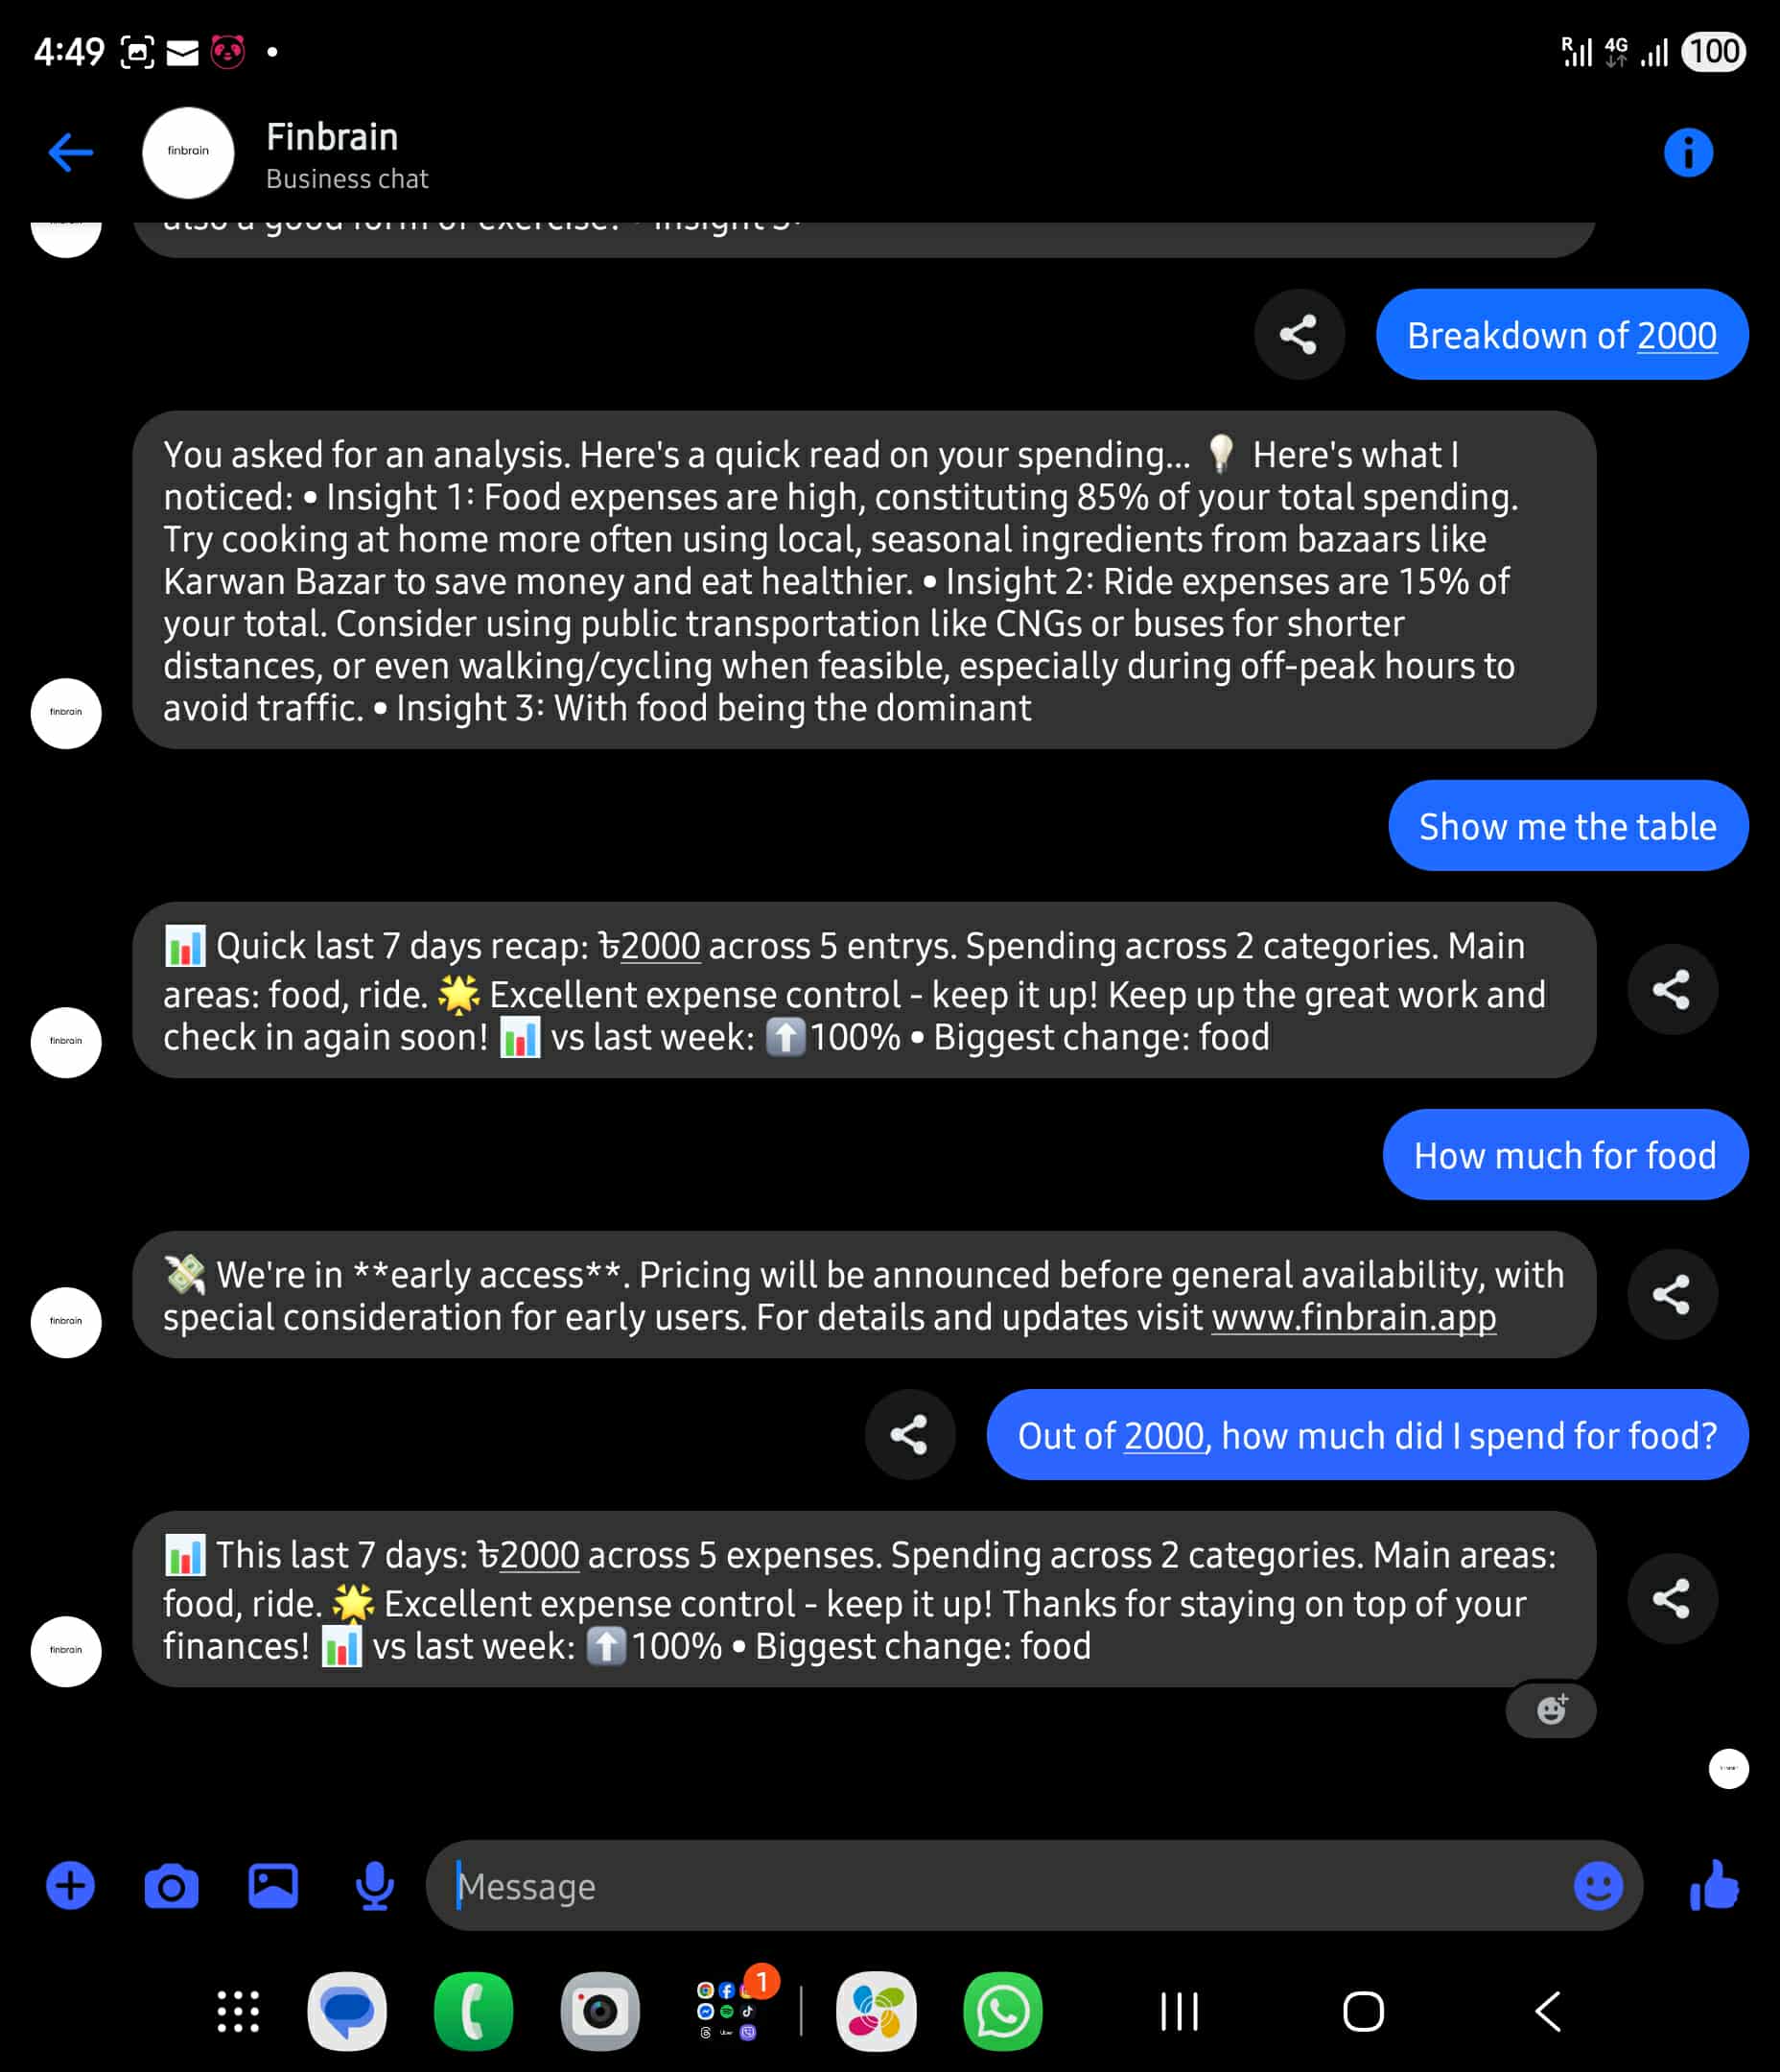 4:49
R 4G 100
finbrain
Finbrain
Business chat
also a good form of exercise. • Insight 3:
Breakdown of 2000
You asked for an analysis. Here's a quick read on your spending... 💡 Here's what I
noticed: • Insight 1: Food expenses are high, constituting 85% of your total spending.
Try cooking at home more often using local, seasonal ingredients from bazaars like
Karwan Bazar to save money and eat healthier. • Insight 2: Ride expenses are 15% of
your total. Consider using public transportation like CNGs or buses for shorter
distances, or even walking/cycling when feasible, especially during off-peak hours to
avoid traffic. • Insight 3: With food being the dominant
finbrain
Show me the table
📊 Quick last 7 days recap: ৳2000 across 5 entrys. Spending across 2 categories. Main
areas: food, ride. 🌟 Excellent expense control - keep it up! Keep up the great work and
check in again soon! 📊 vs last week: ⬆️100% • Biggest change: food
finbrain
How much for food
💸 We're in **early access**. Pricing will be announced before general availability, with
special consideration for early users. For details and updates visit www.finbrain.app
finbrain
Out of 2000, how much did I spend for food?
📊 This last 7 days: ৳2000 across 5 expenses. Spending across 2 categories. Main areas:
food, ride. 🌟 Excellent expense control - keep it up! Thanks for staying on top of your
finances! 📊 vs last week: ⬆️100% • Biggest change: food
finbrain
Message
1
Uber